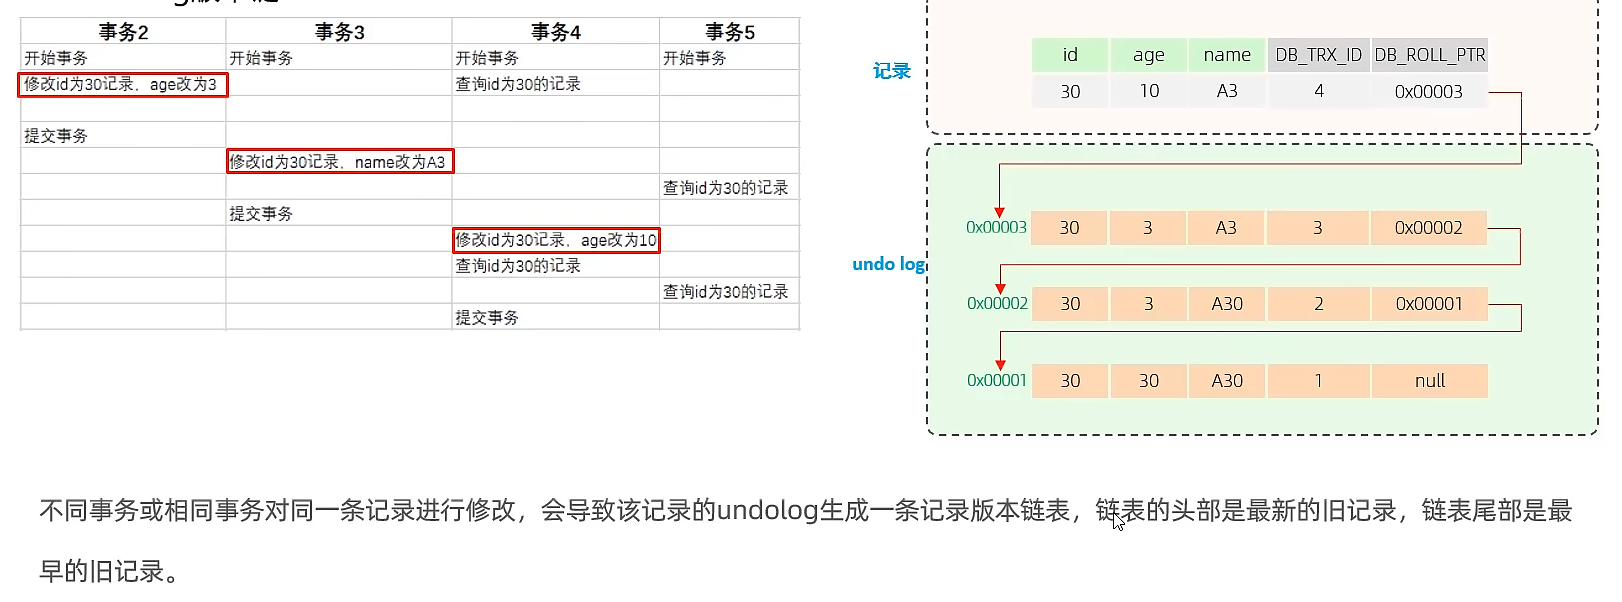 事务2 事务3 事务4 事务5
开始事务 开始事务 开始事务 开始事务
修改id为30记录，age改为3 查询id为30的记录
提交事务
修改id为30记录，name改为A3
查询id为30的记录
提交事务
修改id为30记录，age改为10
查询id为30的记录
查询id为30的记录
提交事务
记录
id age name DB_TRX_ID DB_ROLL_PTR
30 10 A3 4 0x00003
undo log
0x00003 30 3 A3 3 0x00002
0x00002 30 3 A30 2 0x00001
0x00001 30 30 A30 1 null
不同事务或相同事务对同一条记录进行修改，会导致该记录的undolog生成一条记录版本链表，链表的头部是最新的旧记录，链表尾部是最
早的旧记录。